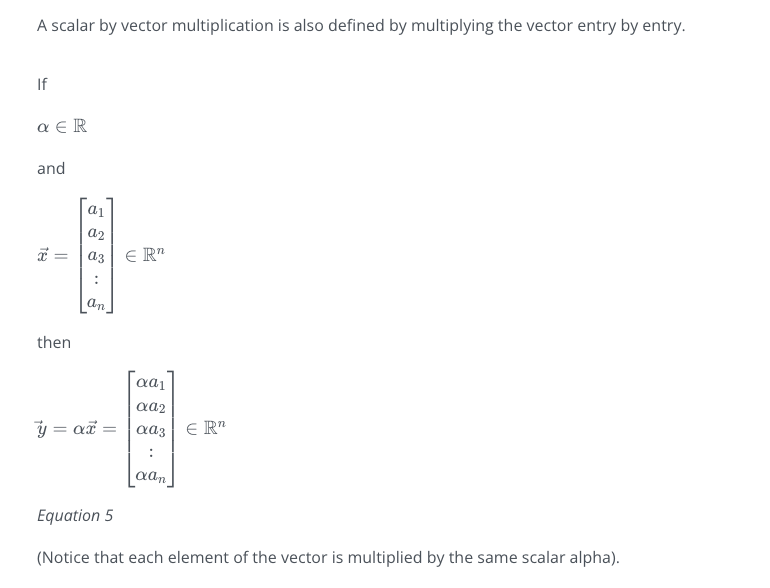 A scalar by vector multiplication is also defined by multiplying the vector entry by entry.
If
α ∈ ℝ
and
x⃗ = [a₁ a₂ a₃ : aₙ] ∈ ℝⁿ
then
y⃗ = αx⃗ = [αa₁ αa₂ αa₃ : αaₙ] ∈ ℝⁿ
Equation 5
(Notice that each element of the vector is multiplied by the same scalar alpha).